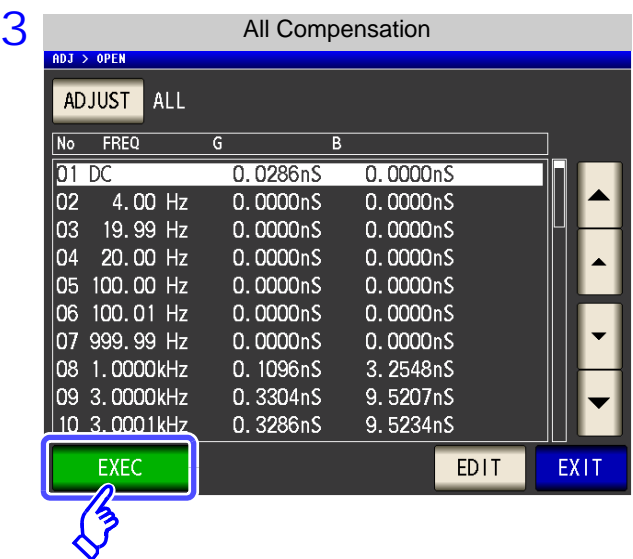 3
All Compensation
ADJ > OPEN
ADJUST ALL
No FREQ G B
01 DC 0.0286nS 0.0000nS
02 4.00 Hz 0.0000nS 0.0000nS
03 19.99 Hz 0.0000nS 0.0000nS
04 20.00 Hz 0.0000nS 0.0000nS
05 100.00 Hz 0.0000nS 0.0000nS
06 100.01 Hz 0.0000nS 0.0000nS
07 999.99 Hz 0.0000nS 0.0000nS
08 1.0000kHz 0.1096nS 3.2548nS
09 3.0000kHz 0.3304nS 9.5207nS
10 3.0001kHz 0.3286nS 9.5234nS
EXEC EDIT EXIT